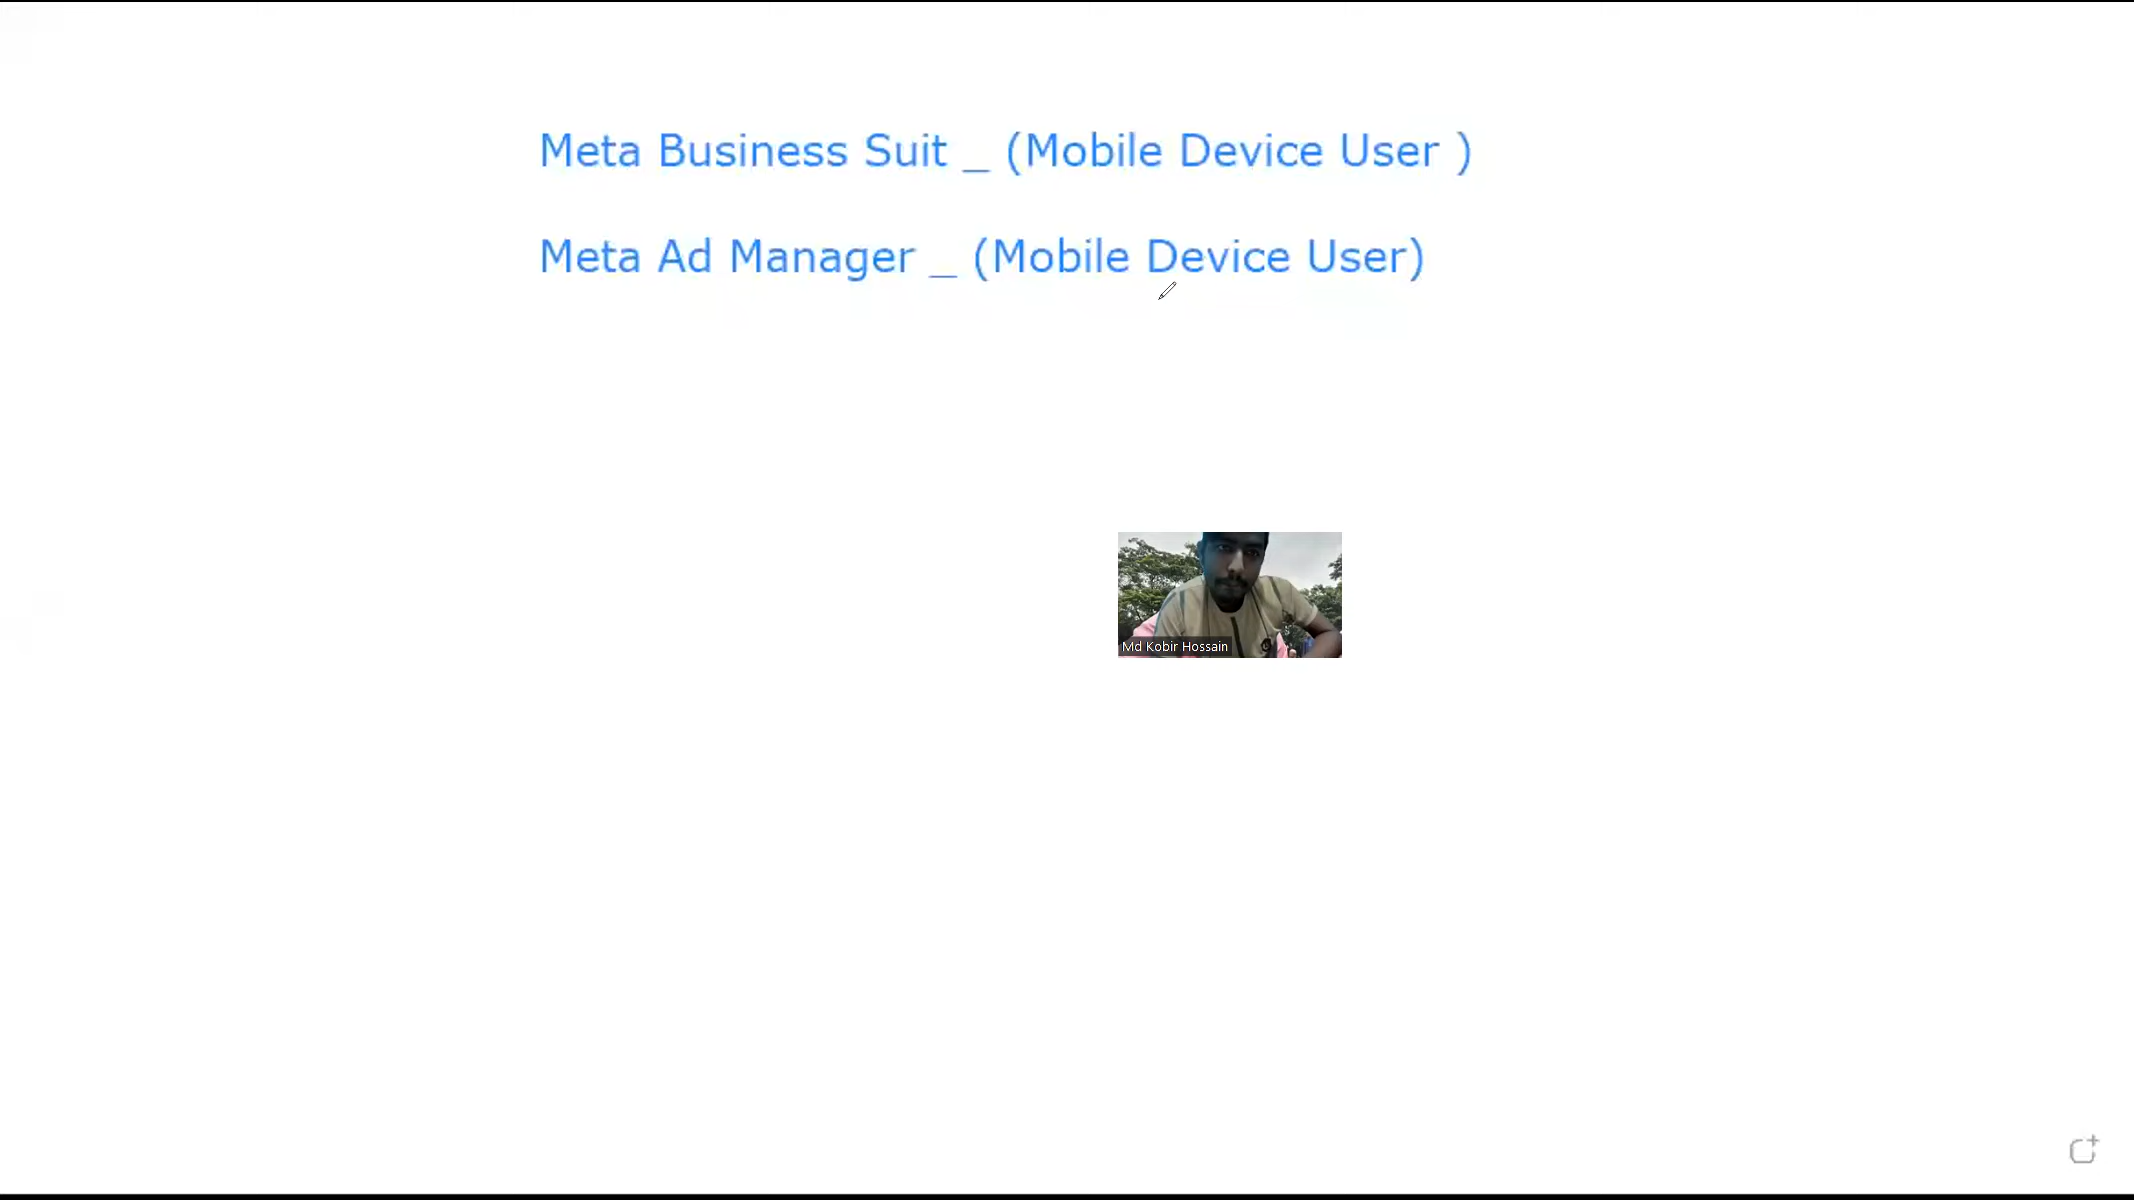 Meta Business Suit _ (Mobile Device User )
Meta Ad Manager _ (Mobile Device User)
Md Kobir Hossain